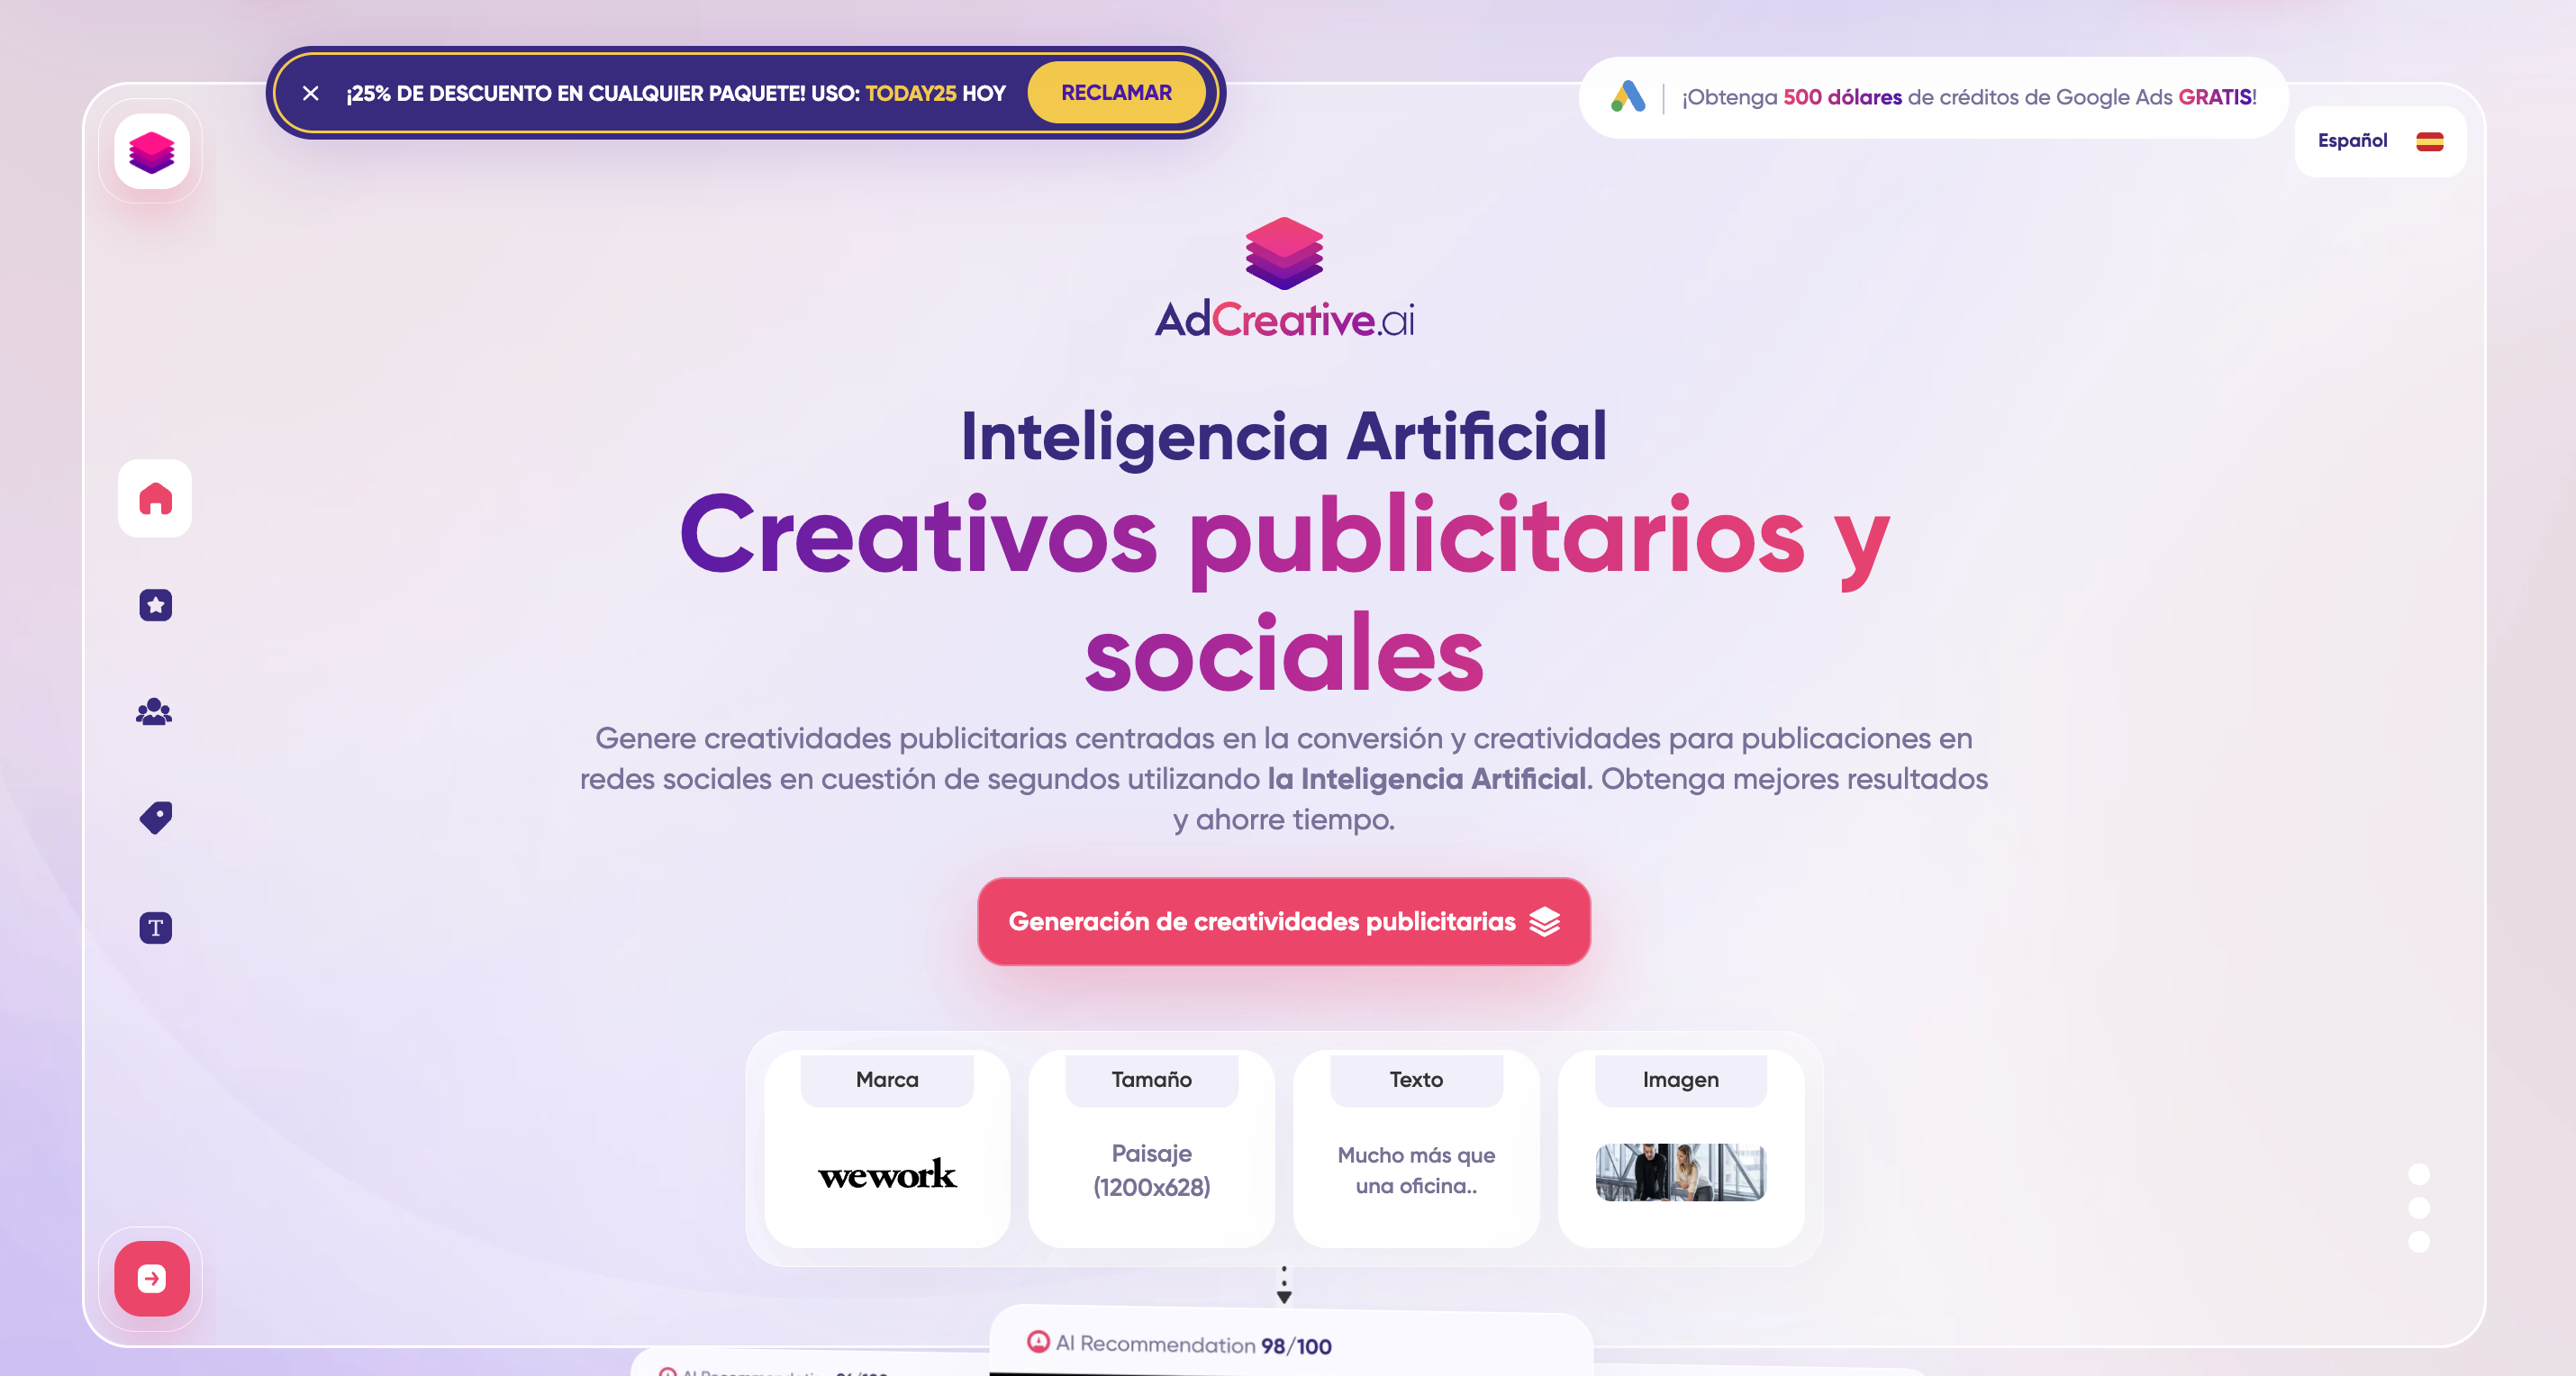 ¡25% DE DESCUENTO EN CUALQUIER PAQUETE! USO: TODAY25 HOY
RECLAMAR
¡Obtenga 500 dólares de créditos de Google Ads GRATIS!
Español
AdCreative.ai
Inteligencia Artificial
Creativos publicitarios y
sociales
Genere creatividades publicitarias centradas en la conversión y creatividades para publicaciones en
redes sociales en cuestión de segundos utilizando la Inteligencia Artificial. Obtenga mejores resultados
y ahorre tiempo.
T
Generación de creatividades publicitarias
Marca
Tamaño
Texto
Imagen
wework
Paisaje
(1200x628)
Mucho más que
una oficina..
AI Recommendation 98/100